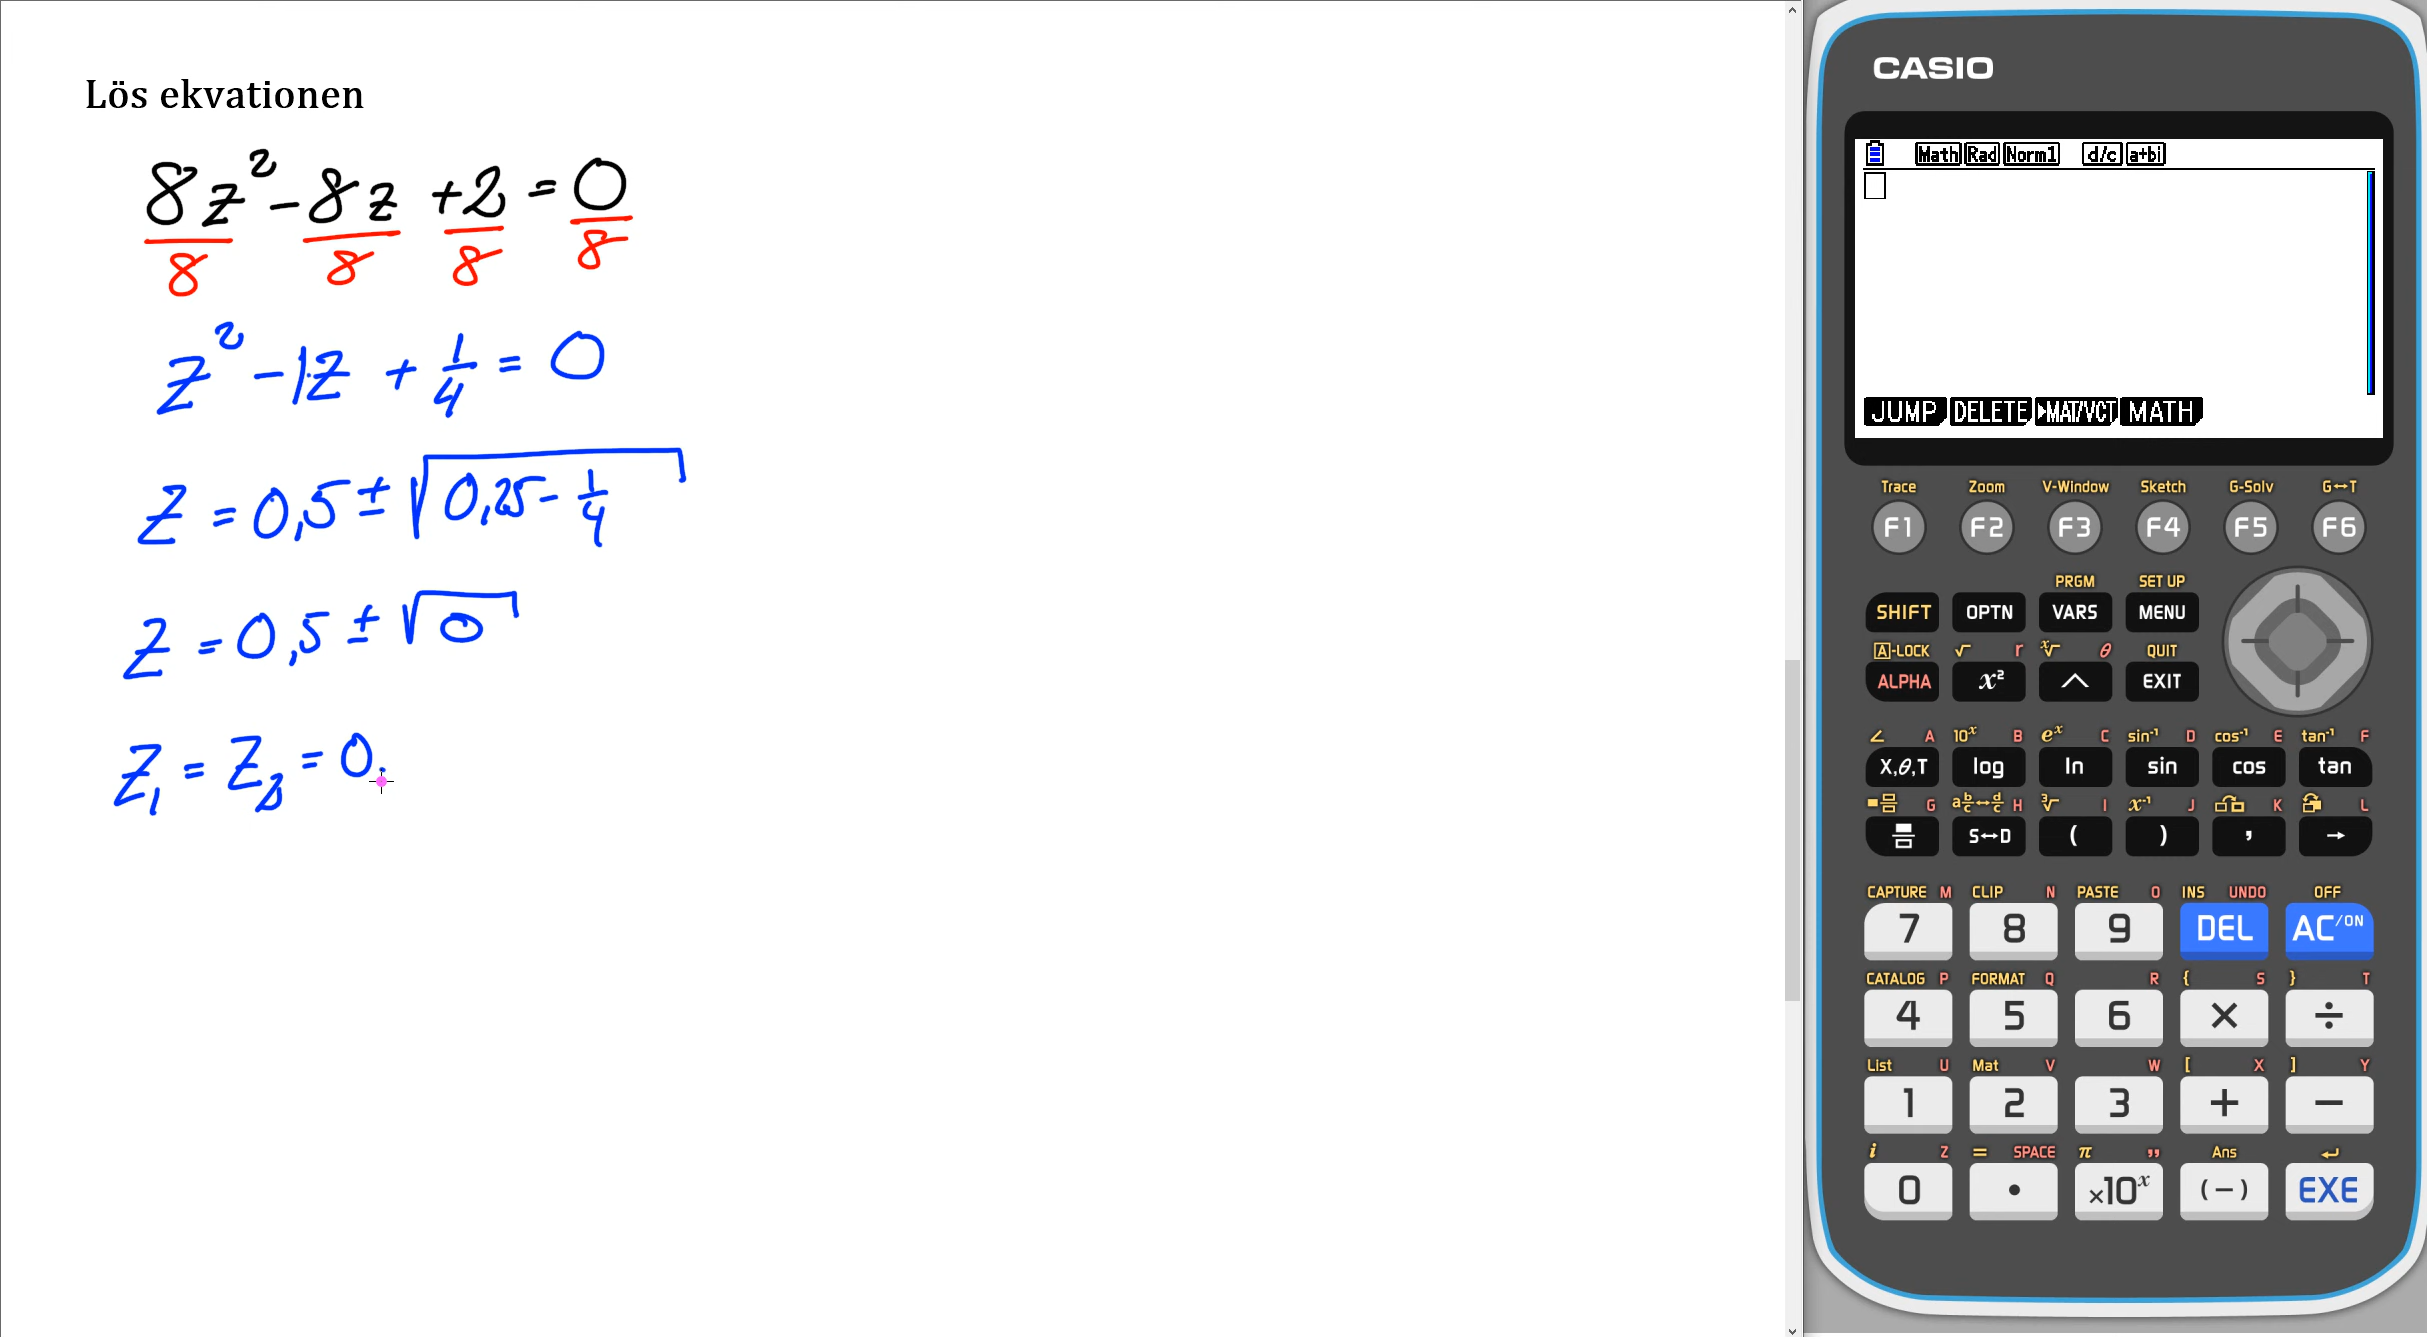 Lös ekvationen
8z² - 8z + 2 = 0
8 8 8 8
z² - 1z + 1/4 = 0
z = 0,5 ± √(0,25 - 1/4)
z = 0,5 ± √0
z₁ = z₂ = 0,
CASIO
Math Rad Norm1 d/c a+bi
JUMP DELETE ▶MAT/VCT MATH
Trace Zoom V-Window Sketch G-Solv G↔T
F1 F2 F3 F4 F5 F6
PRGM SET UP
SHIFT OPTN VARS MENU
A-LOCK √ r ˣ√ θ QUIT
ALPHA x² ^ EXIT
∠ A 10ˣ B eˣ C sin⁻¹ D cos⁻¹ E tan⁻¹ F
X,θ,T log ln sin cos tan
G a b/c↔d/c H ³√ I x⁻¹ J K L
S↔D ( ) , →
CAPTURE M CLIP N PASTE O INS UNDO OFF
7 8 9 DEL AC/ON
CATALOG P FORMAT Q R { S } T
4 5 6 × ÷
List U Mat V W [ X ] Y
1 2 3 + −
i Z = SPACE π " Ans ↵
0 • ×10ˣ (−) EXE